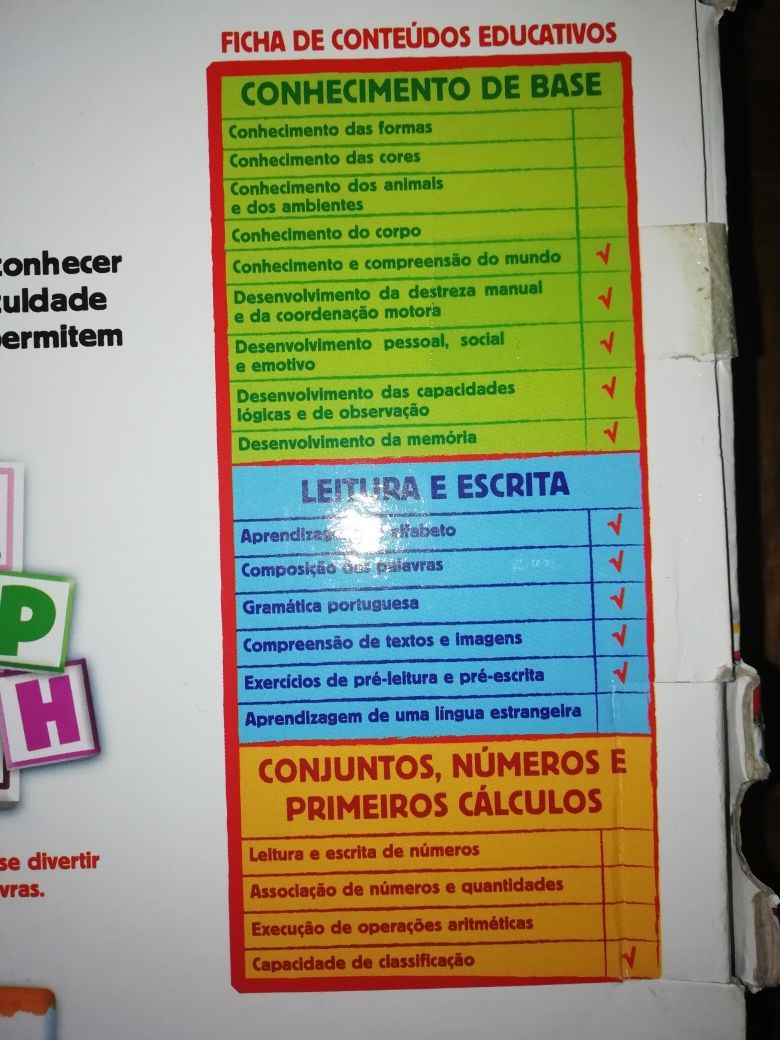 FICHA DE CONTEÚDOS EDUCATIVOS
CONHECIMENTO DE BASE
Conhecimento das formas
Conhecimento das cores
Conhecimento dos animais
e dos ambientes
Conhecimento do corpo
Conhecimento e compreensão do mundo
Desenvolvimento da destreza manual
e da coordenação motora
Desenvolvimento pessoal, social
e emotivo
Desenvolvimento das capacidades
lógicas e de observação
Desenvolvimento da memória
LEITURA E ESCRITA
Aprendizagem alfabeto
Composição das palavras
Gramática portuguesa
Compreensão de textos e imagens
Exercícios de pré-leitura e pré-escrita
Aprendizagem de uma língua estrangeira
CONJUNTOS, NÚMEROS E
PRIMEIROS CÁLCULOS
Leitura e escrita de números
Associação de números e quantidades
Execução de operações aritméticas
Capacidade de classificação
conhecer
culdade
permitem
P
H
se divertir
vras.